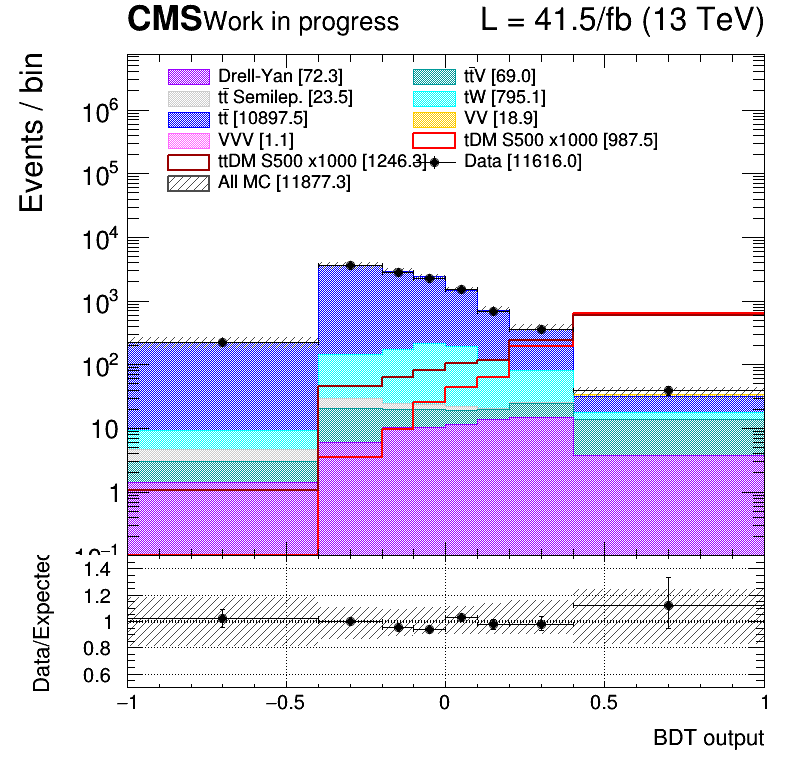 CMS Work in progress L = 41.5/fb (13 TeV)
Events / bin
Drell-Yan [72.3] tt̄V [69.0]
tt̄ Semilep. [23.5] tW [795.1]
tt̄ [10897.5] VV [18.9]
VVV [1.1] tDM S500 x1000 [987.5]
ttDM S500 x1000 [1246.3] Data [11616.0]
All MC [11877.3]
10⁶
10⁵
10⁴
10³
10²
10
1
10⁻¹
Data/Expected
1.4
1.2
1
0.8
0.6
−1 −0.5 0 0.5 1
BDT output